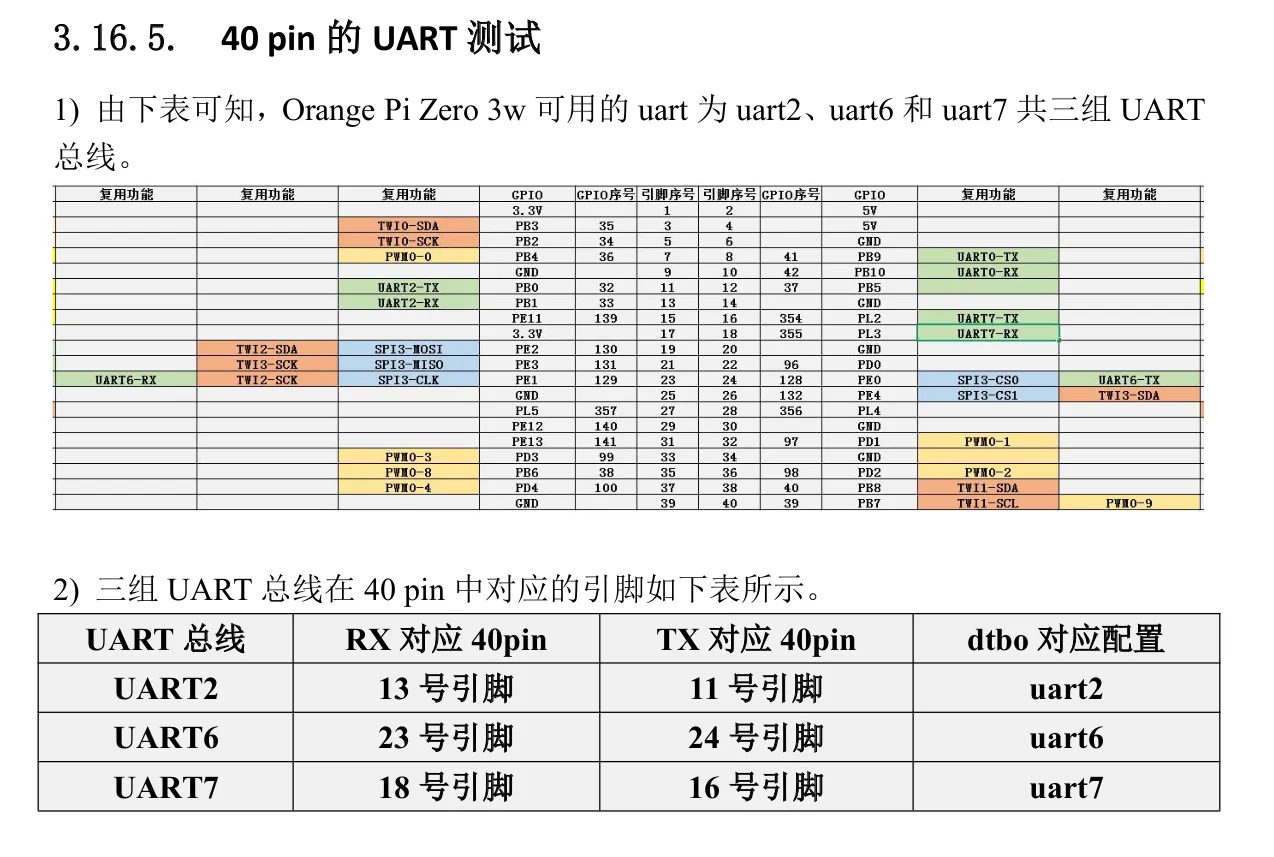 3.16.5. 40 pin 的 UART 测试
1) 由下表可知，Orange Pi Zero 3w 可用的 uart 为 uart2、uart6 和 uart7 共三组 UART
总线。
复用功能 复用功能 复用功能 GPIO GPIO序号 引脚序号 引脚序号 GPIO序号 GPIO 复用功能 复用功能
3.3V 1 2 5V
TWI0-SDA PB3 35 3 4 5V
TWI0-SCK PB2 34 5 6 GND
PWM0-0 PB4 36 7 8 41 PB9 UART0-TX
GND 9 10 42 PB10 UART0-RX
UART2-TX PB0 32 11 12 37 PB5
UART2-RX PB1 33 13 14 GND
PE11 139 15 16 354 PL2 UART7-TX
3.3V 17 18 355 PL3 UART7-RX
TWI2-SDA SPI3-MOSI PE2 130 19 20 GND
TWI3-SCK SPI3-MISO PE3 131 21 22 96 PD0
UART6-RX TWI2-SCK SPI3-CLK PE1 129 23 24 128 PE0 SPI3-CS0 UART6-TX
GND 25 26 132 PE4 SPI3-CS1 TWI3-SDA
PL5 357 27 28 356 PL4
PE12 140 29 30 GND
PE13 141 31 32 97 PD1 PWM0-1
PWM0-3 PD3 99 33 34 GND
PWM0-8 PB6 38 35 36 98 PD2 PWM0-2
PWM0-4 PD4 100 37 38 40 PB8 TWI1-SDA
GND 39 40 39 PB7 TWI1-SCL PWM0-9
2) 三组 UART 总线在 40 pin 中对应的引脚如下表所示。
UART 总线 RX 对应 40pin TX 对应 40pin dtbo 对应配置
UART2 13 号引脚 11 号引脚 uart2
UART6 23 号引脚 24 号引脚 uart6
UART7 18 号引脚 16 号引脚 uart7